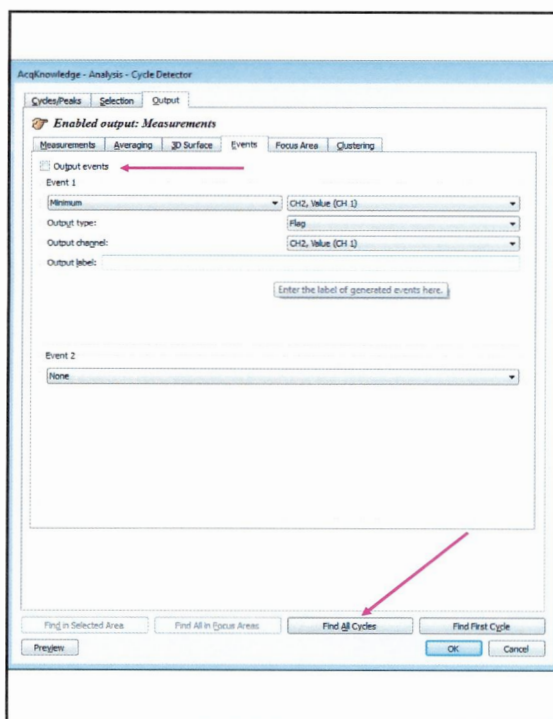 AcqKnowledge - Analysis - Cycle Detector
Cycles/Peaks Selection Output
Enabled output: Measurements
Measurements Averaging 3D Surface Events Focus Area Clustering
Output events
Event 1
Minimum CH2, Value (CH 1)
Output type: Flag
Output channel: CH2, Value (CH 1)
Output label:
Enter the label of generated events here.
Event 2
None
Find in Selected Area Find All in Focus Areas Find All Cycles Find First Cycle
Preview OK Cancel